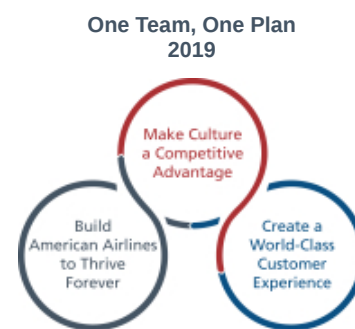 One Team, One Plan
2019
Make Culture
a Competitive
Advantage
Build
American Airlines
to Thrive
Forever
Create a
World-Class
Customer
Experience